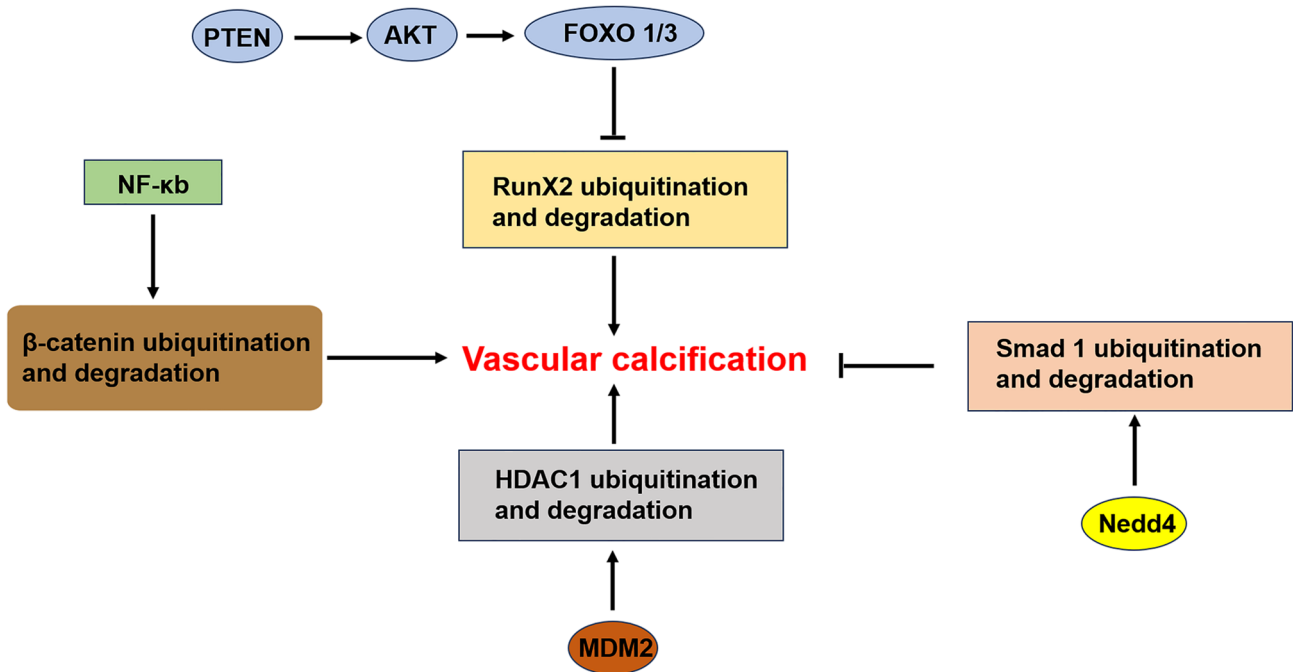 PTEN
AKT
FOXO 1/3
NF-κb
RunX2 ubiquitination
and degradation
β-catenin ubiquitination
and degradation
Vascular calcification
Smad 1 ubiquitination
and degradation
HDAC1 ubiquitination
and degradation
Nedd4
MDM2